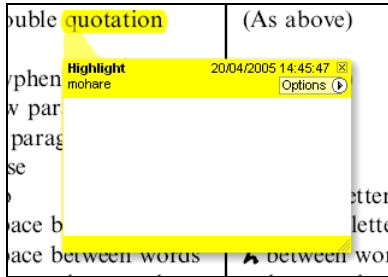 ouble quotation (As above)
Highlight 20/04/2005 14:45:47
mohare Options
yphen
w par
parag
se
etter
ace b lette
ace between words between wor